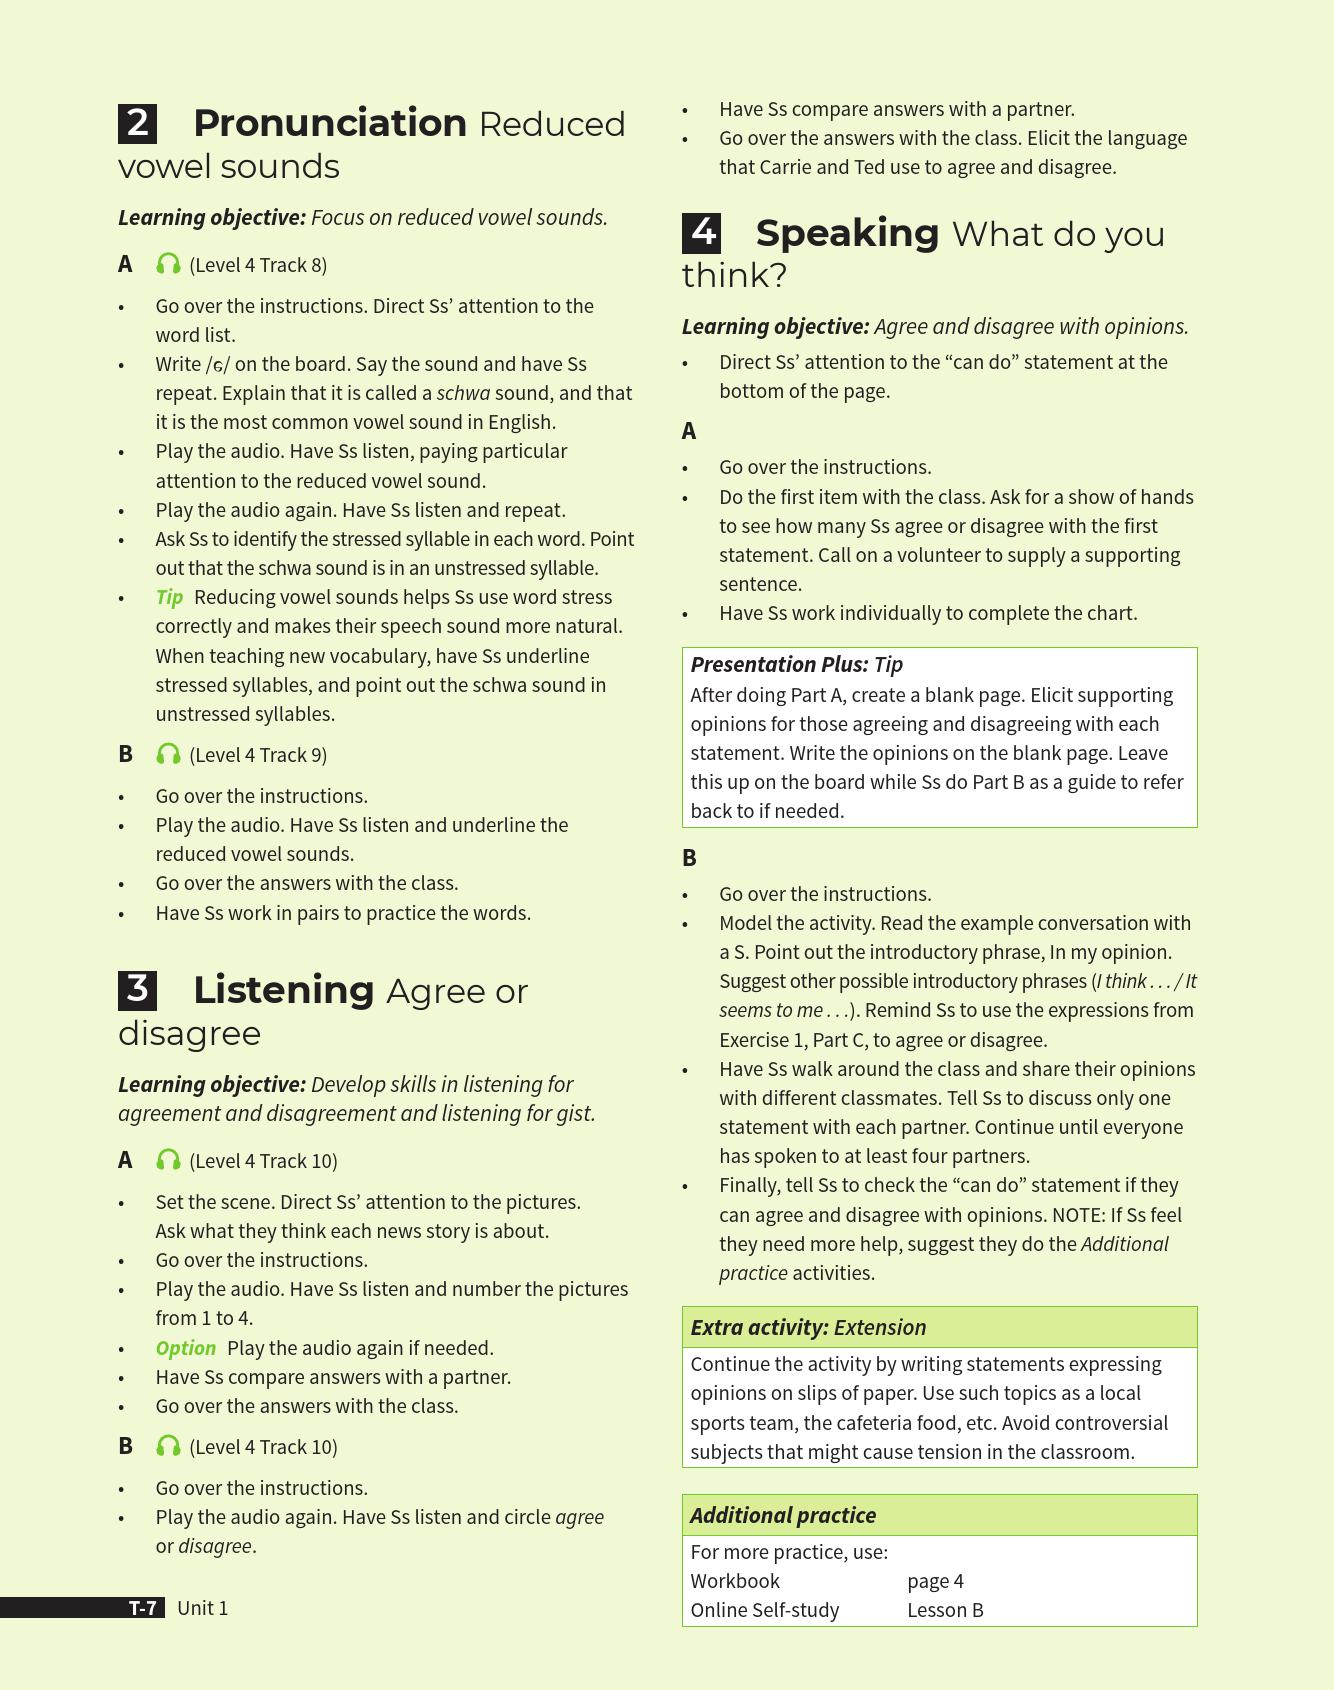 2 Pronunciation Reduced
vowel sounds
Learning objective: Focus on reduced vowel sounds.
A (Level 4 Track 8)
• Go over the instructions. Direct Ss’ attention to the
word list.
• Write /ɞ/ on the board. Say the sound and have Ss
repeat. Explain that it is called a schwa sound, and that
it is the most common vowel sound in English.
• Play the audio. Have Ss listen, paying particular
attention to the reduced vowel sound.
• Play the audio again. Have Ss listen and repeat.
• Ask Ss to identify the stressed syllable in each word. Point
out that the schwa sound is in an unstressed syllable.
• Tip Reducing vowel sounds helps Ss use word stress
correctly and makes their speech sound more natural.
When teaching new vocabulary, have Ss underline
stressed syllables, and point out the schwa sound in
unstressed syllables.
B (Level 4 Track 9)
• Go over the instructions.
• Play the audio. Have Ss listen and underline the
reduced vowel sounds.
• Go over the answers with the class.
• Have Ss work in pairs to practice the words.
3 Listening Agree or
disagree
Learning objective: Develop skills in listening for
agreement and disagreement and listening for gist.
A (Level 4 Track 10)
• Set the scene. Direct Ss’ attention to the pictures.
Ask what they think each news story is about.
• Go over the instructions.
• Play the audio. Have Ss listen and number the pictures
from 1 to 4.
• Option Play the audio again if needed.
• Have Ss compare answers with a partner.
• Go over the answers with the class.
B (Level 4 Track 10)
• Go over the instructions.
• Play the audio again. Have Ss listen and circle agree
or disagree.
• Have Ss compare answers with a partner.
• Go over the answers with the class. Elicit the language
that Carrie and Ted use to agree and disagree.
4 Speaking What do you
think?
Learning objective: Agree and disagree with opinions.
• Direct Ss’ attention to the “can do” statement at the
bottom of the page.
A
• Go over the instructions.
• Do the first item with the class. Ask for a show of hands
to see how many Ss agree or disagree with the first
statement. Call on a volunteer to supply a supporting
sentence.
• Have Ss work individually to complete the chart.
Presentation Plus: Tip
After doing Part A, create a blank page. Elicit supporting
opinions for those agreeing and disagreeing with each
statement. Write the opinions on the blank page. Leave
this up on the board while Ss do Part B as a guide to refer
back to if needed.
B
• Go over the instructions.
• Model the activity. Read the example conversation with
a S. Point out the introductory phrase, In my opinion.
Suggest other possible introductory phrases (I think . . . / It
seems to me . . .). Remind Ss to use the expressions from
Exercise 1, Part C, to agree or disagree.
• Have Ss walk around the class and share their opinions
with different classmates. Tell Ss to discuss only one
statement with each partner. Continue until everyone
has spoken to at least four partners.
• Finally, tell Ss to check the “can do” statement if they
can agree and disagree with opinions. NOTE: If Ss feel
they need more help, suggest they do the Additional
practice activities.
Extra activity: Extension
Continue the activity by writing statements expressing
opinions on slips of paper. Use such topics as a local
sports team, the cafeteria food, etc. Avoid controversial
subjects that might cause tension in the classroom.
Additional practice
For more practice, use:
Workbook page 4
Online Self-study Lesson B
T-7 Unit 1